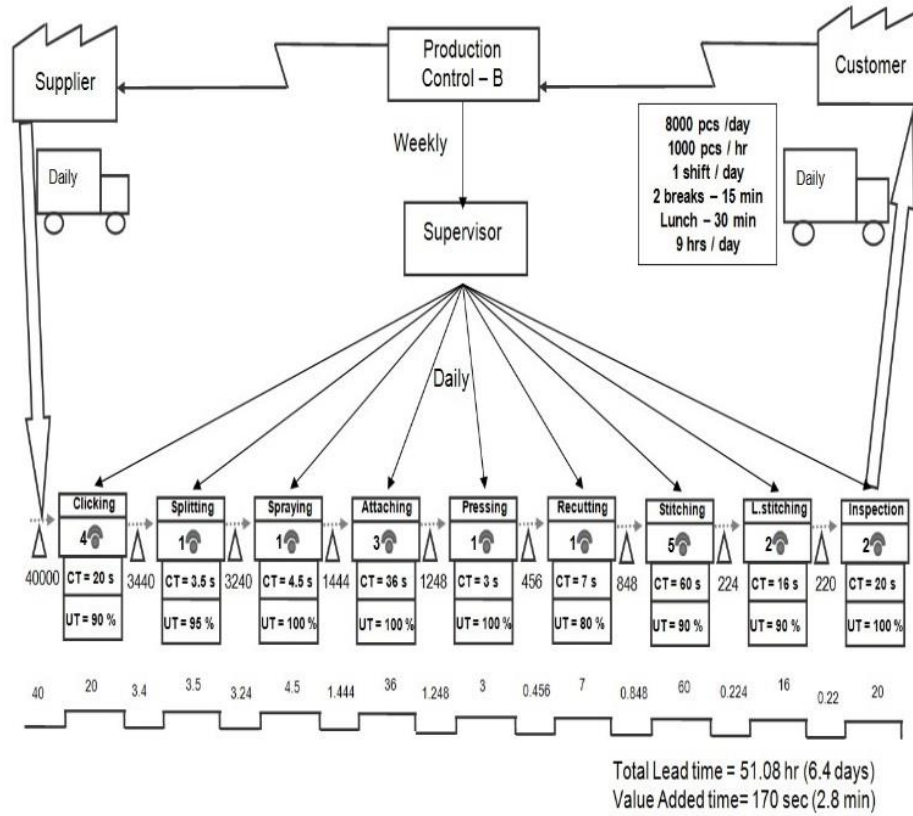 Supplier
Production
Control – B
Customer
Daily
Weekly
8000 pcs /day
1000 pcs / hr
1 shift / day
2 breaks – 15 min
Lunch – 30 min
9 hrs / day
Daily
Supervisor
Daily
Clicking
Splitting
Spraying
Attaching
Pressing
Recutting
Stitching
L.stitching
Inspection
4
1
1
3
1
1
5
2
2
40000
CT = 20 s
3440
CT = 3.5 s
3240
CT = 4.5 s
1444
CT = 36 s
1248
CT = 3 s
456
CT = 7 s
848
CT = 60 s
224
CT = 16 s
220
CT = 20 s
UT = 90 %
UT = 95 %
UT = 100 %
UT = 100 %
UT = 100 %
UT = 80 %
UT = 90 %
UT = 90 %
UT = 100 %
40
20
3.4
3.5
3.24
4.5
1.444
36
1.248
3
0.456
7
0.848
60
0.224
16
0.22
20
Total Lead time = 51.08 hr (6.4 days)
Value Added time= 170 sec (2.8 min)